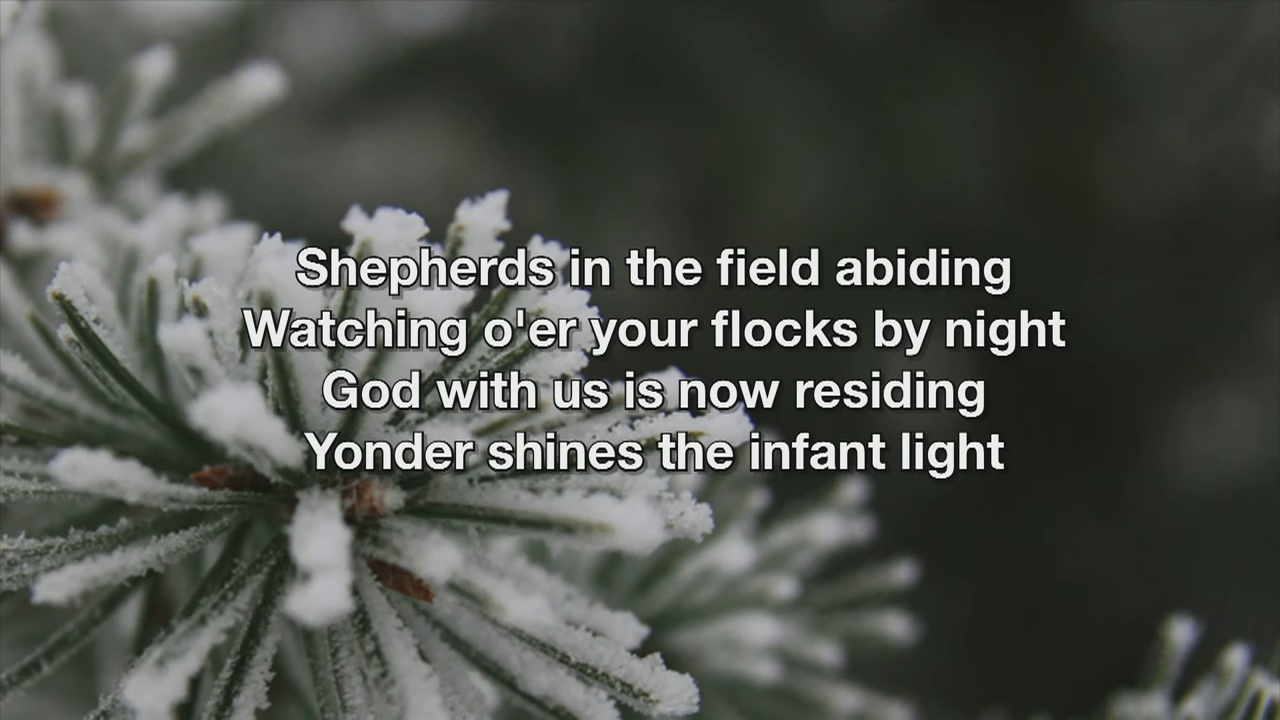 Shepherds in the field abiding
Watching o'er your flocks by night
God with us is now residing
Yonder shines the infant light